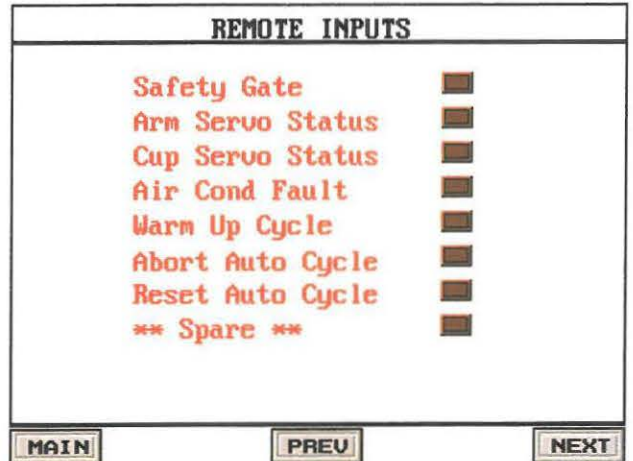 REMOTE INPUTS
Safety Gate
Arm Servo Status
Cup Servo Status
Air Cond Fault
Warm Up Cycle
Abort Auto Cycle
Reset Auto Cycle
** Spare **
MAIN PREV NEXT